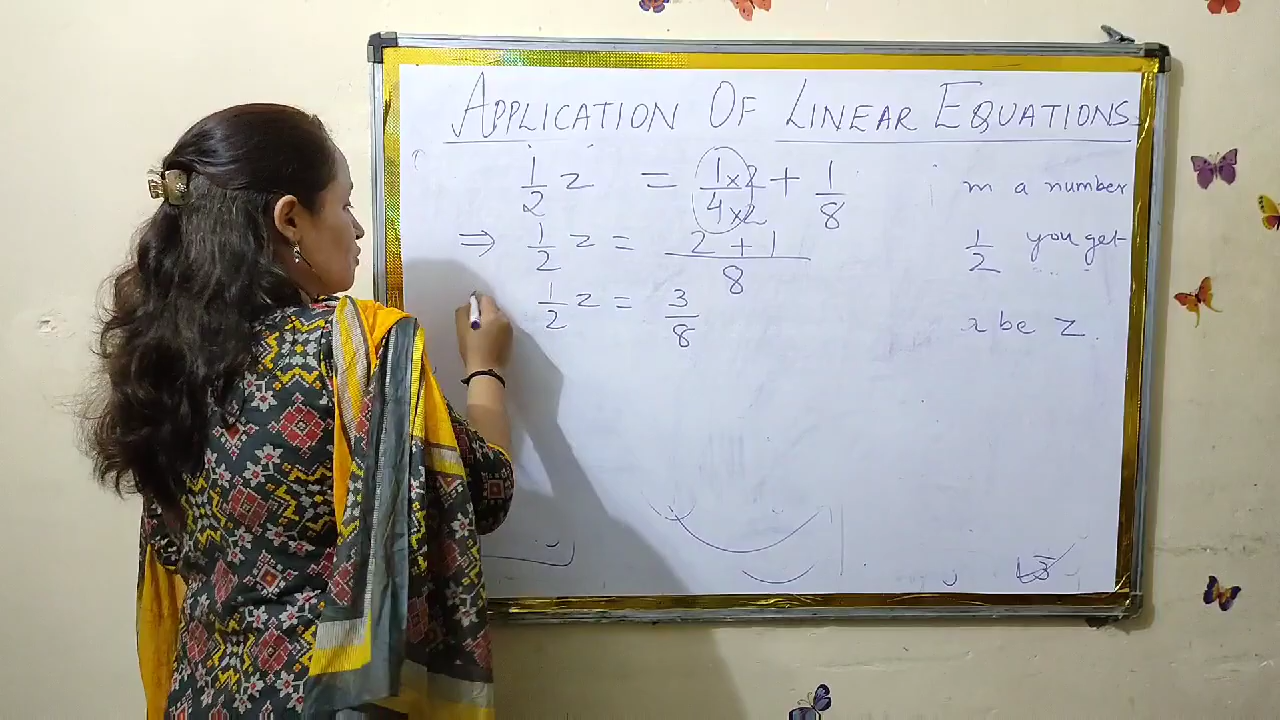 APPLICATION OF LINEAR EQUATIONS.
1/2 z = 1×2/4×2 + 1/8
⇒ 1/2 z = 2 + 1/8
1/2 z = 3/8
m a number
1/2 you get
be z.